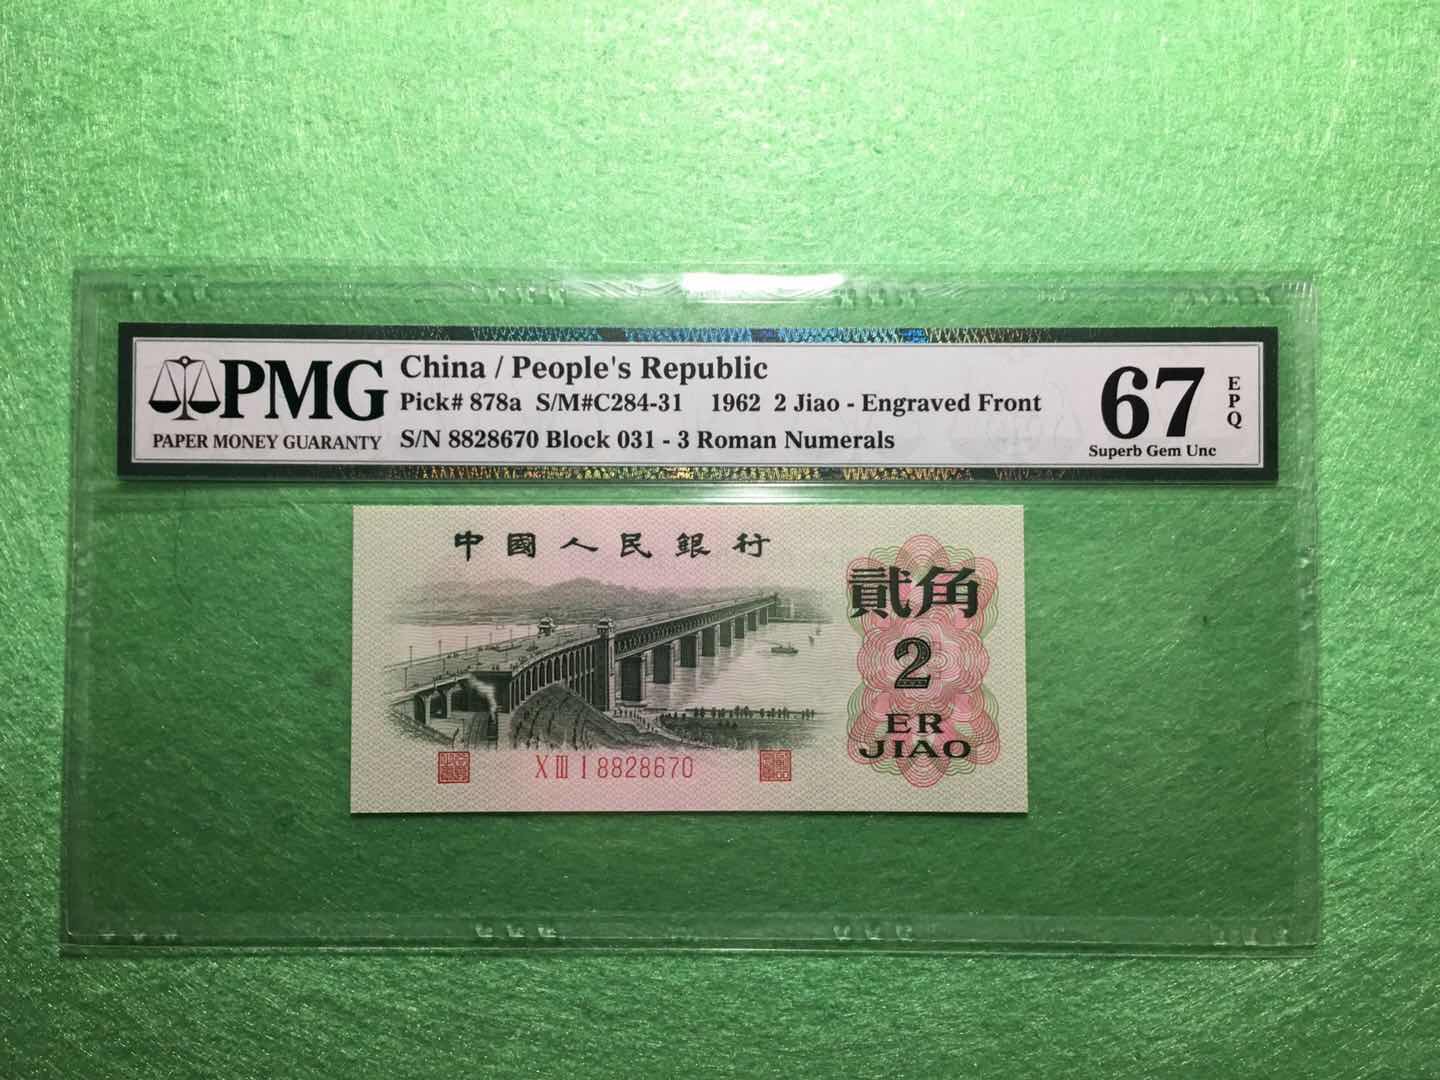 PMG
PAPER MONEY GUARANTY
China / People's Republic
Pick# 878a S/M#C284-31 1962 2 Jiao - Engraved Front
S/N 8828670 Block 031 - 3 Roman Numerals
67
EPQ
Superb Gem Unc
中國人民銀行
貳角
2
ER
JIAO
X III I 8828670